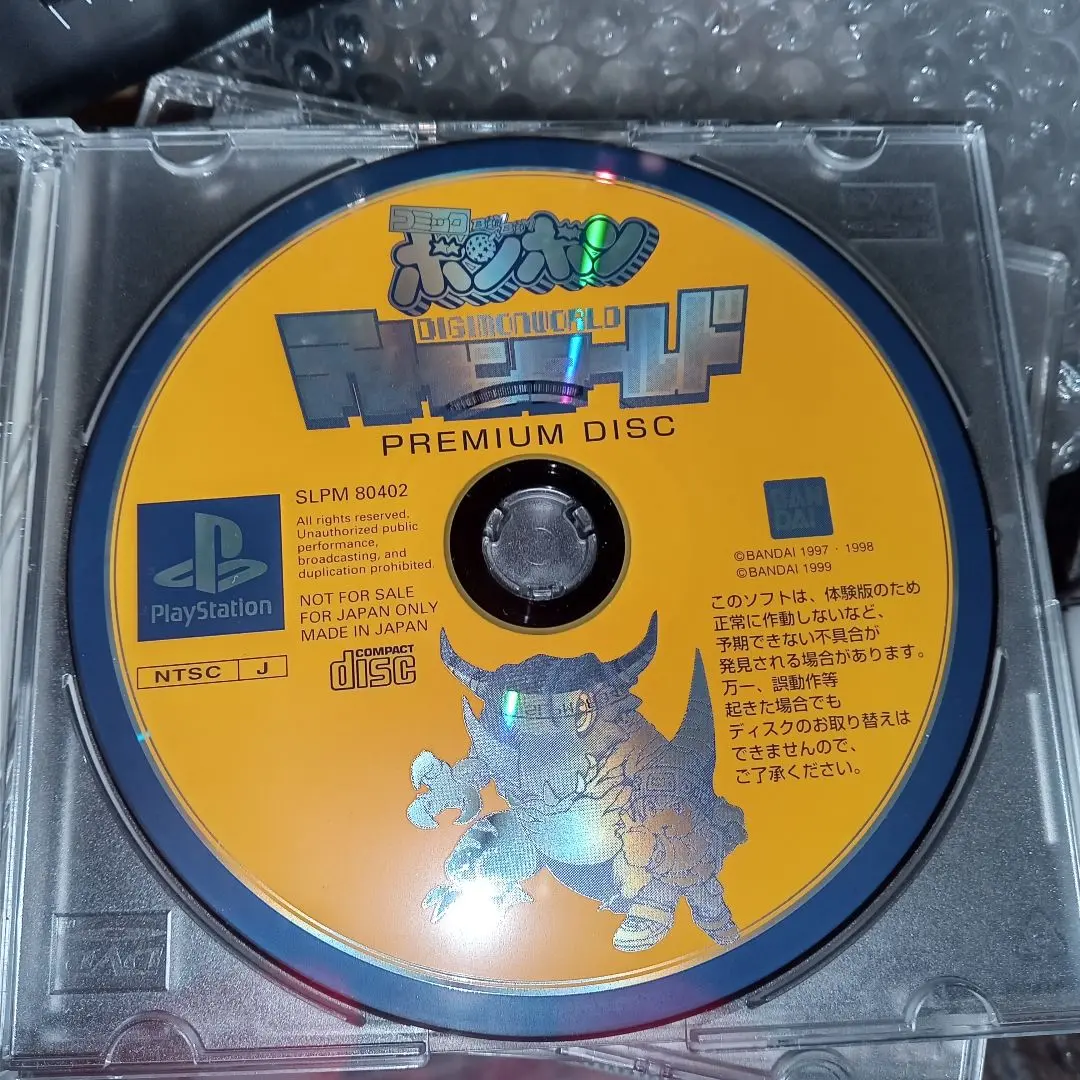 コミック
ボンボン
DIGIMONWORLD
デジモンワールド
PREMIUM DISC
PlayStation
NTSC J
SLPM 80402
All rights reserved.
Unauthorized public
performance,
broadcasting, and
duplication prohibited.
NOT FOR SALE
FOR JAPAN ONLY
MADE IN JAPAN
COMPACT
disc
BAN
DAI
©BANDAI 1997・1998
©BANDAI 1999
このソフトは、体験版のため
正常に作動しないなど、
予期できない不具合が
発見される場合があります。
万一、誤動作等
起きた場合でも
ディスクのお取り替えは
できませんので、
ご了承ください。